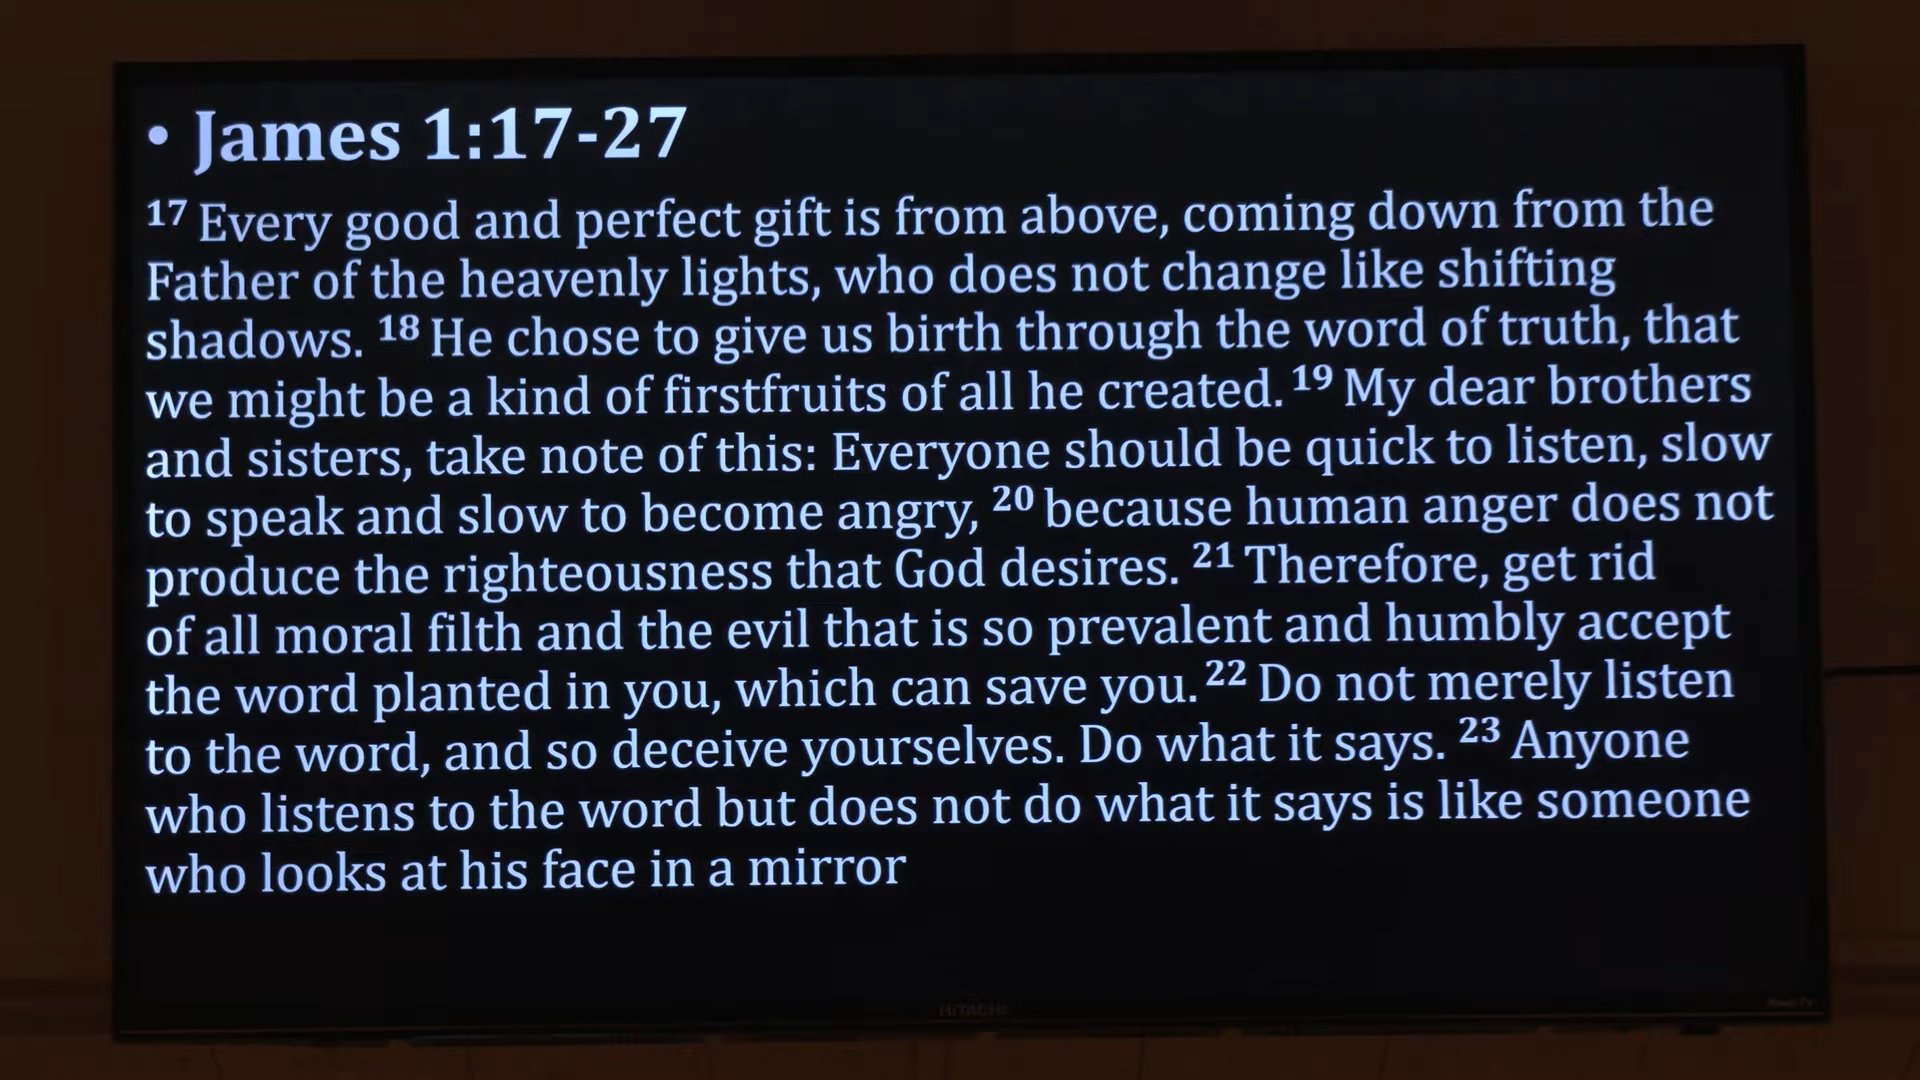 • James 1:17-27
17 Every good and perfect gift is from above, coming down from the
Father of the heavenly lights, who does not change like shifting
shadows. 18 He chose to give us birth through the word of truth, that
we might be a kind of firstfruits of all he created. 19 My dear brothers
and sisters, take note of this: Everyone should be quick to listen, slow
to speak and slow to become angry, 20 because human anger does not
produce the righteousness that God desires. 21 Therefore, get rid
of all moral filth and the evil that is so prevalent and humbly accept
the word planted in you, which can save you. 22 Do not merely listen
to the word, and so deceive yourselves. Do what it says. 23 Anyone
who listens to the word but does not do what it says is like someone
who looks at his face in a mirror
HITACHI